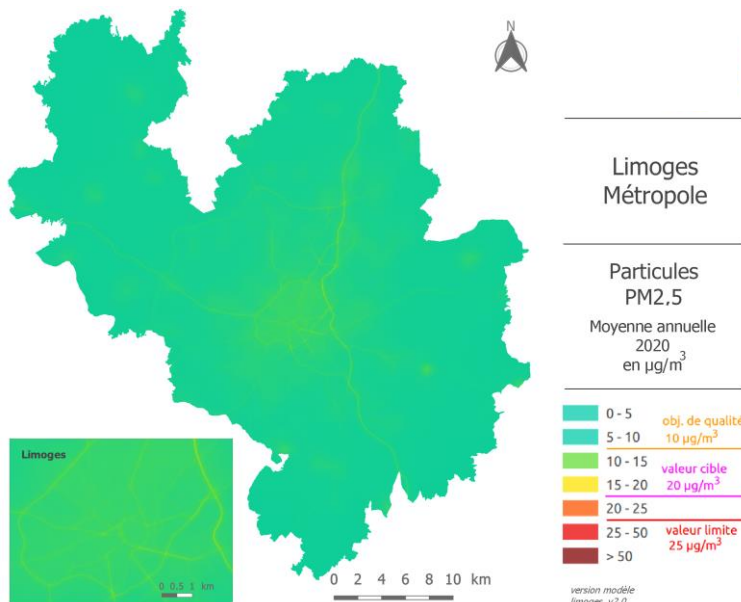 N
Limoges
Métropole
Particules
PM2,5
Moyenne annuelle
2020
en µg/m³
0 - 5
5 - 10
10 - 15
15 - 20
20 - 25
25 - 50
> 50
obj. de qualité
10 µg/m³
valeur cible
20 µg/m³
valeur limite
25 µg/m³
Limoges
0 0.5 1 km
0 2 4 6 8 10 km
version modèle
limoges_v2.0